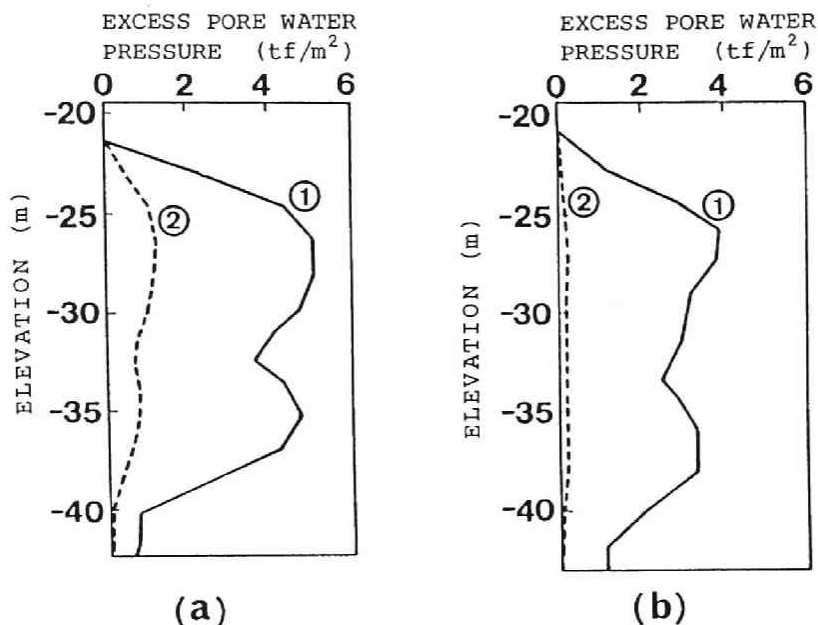 EXCESS PORE WATER
PRESSURE (tf/m²)
0 2 4 6
-20
-25
-30
-35
-40
ELEVATION (m)
①
②
(a)
EXCESS PORE WATER
PRESSURE (tf/m²)
0 2 4 6
-20
-25
-30
-35
-40
ELEVATION (m)
①
②
(b)